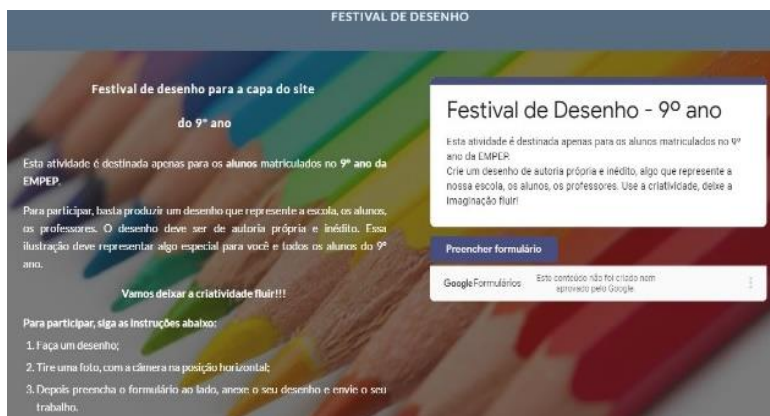 FESTIVAL DE DESENHO
Festival de desenho para a capa do site
do 9º ano
Esta atividade é destinada apenas para os alunos matriculados no 9º ano da
EMPEP.
Para participar, basta produzir um desenho que represente a escola, os alunos,
os professores. O desenho deve ser de autoria própria e inédito. Essa
ilustração deve representar algo especial para você e todos os alunos do 9º
ano.
Vamos deixar a criatividade fluir!!!
Para participar, siga as instruções abaixo:
1. Faça um desenho;
2. Tire uma foto, com a câmera na posição horizontal;
3. Depois preencha o formulário ao lado, anexe o seu desenho e envie o seu
trabalho.
Festival de Desenho - 9º ano
Esta atividade é destinada apenas para os alunos matriculados no 9º
ano da EMPEP.
Crie um desenho de autoria própria e inédito, algo que represente a
nossa escola, os alunos, os professores. Use a criatividade, deixe a
imaginação fluir!
Preencher formulário
Google Formulários
Este conteúdo não foi criado nem
aprovado pelo Google.